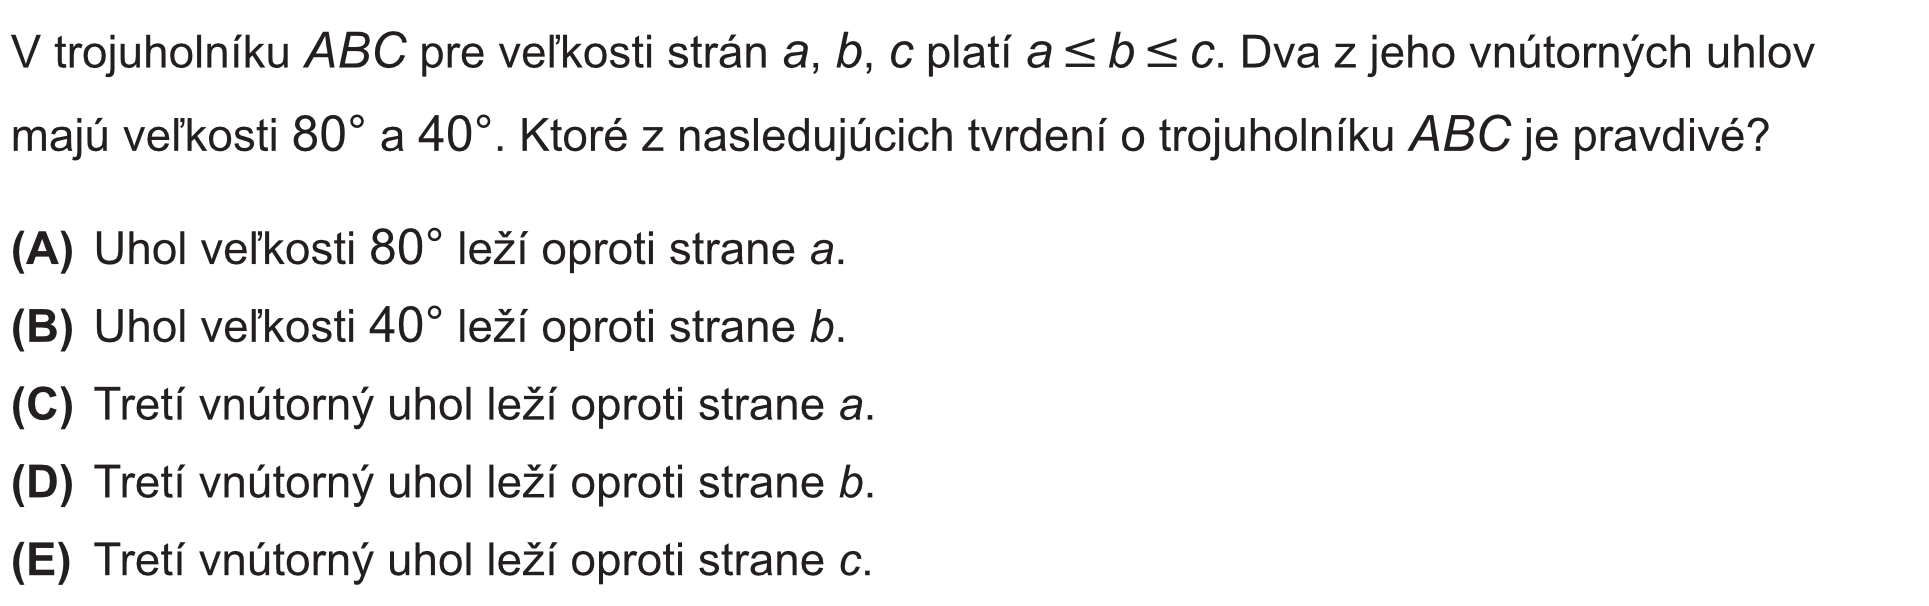 V trojuholníku ABC pre veľkosti strán a, b, c platí a ≤ b ≤ c. Dva z jeho vnútorných uhlov
majú veľkosti 80° a 40°. Ktoré z nasledujúcich tvrdení o trojuholníku ABC je pravdivé?
(A) Uhol veľkosti 80° leží oproti strane a.
(B) Uhol veľkosti 40° leží oproti strane b.
(C) Tretí vnútorný uhol leží oproti strane a.
(D) Tretí vnútorný uhol leží oproti strane b.
(E) Tretí vnútorný uhol leží oproti strane c.